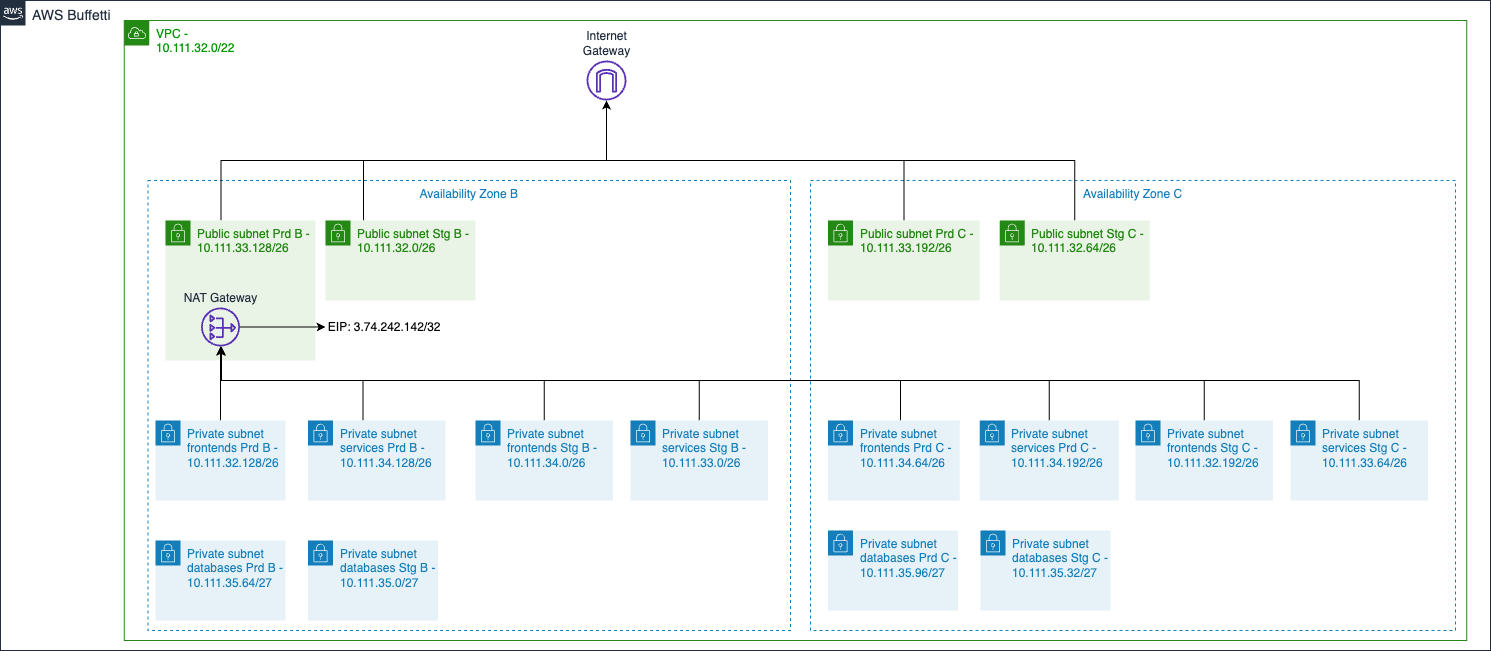 aws
AWS Buffetti
VPC -
10.111.32.0/22
Internet
Gateway
Availability Zone B
Availability Zone C
Public subnet Prd B -
10.111.33.128/26
Public subnet Stg B -
10.111.32.0/26
Public subnet Prd C -
10.111.33.192/26
Public subnet Stg C -
10.111.32.64/26
NAT Gateway
EIP: 3.74.242.142/32
Private subnet
frontends Prd B -
10.111.32.128/26
Private subnet
services Prd B -
10.111.34.128/26
Private subnet
frontends Stg B -
10.111.34.0/26
Private subnet
services Stg B -
10.111.33.0/26
Private subnet
frontends Prd C -
10.111.34.64/26
Private subnet
services Prd C -
10.111.34.192/26
Private subnet
frontends Stg C -
10.111.32.192/26
Private subnet
services Stg C -
10.111.33.64/26
Private subnet
databases Prd B -
10.111.35.64/27
Private subnet
databases Stg B -
10.111.35.0/27
Private subnet
databases Prd C -
10.111.35.96/27
Private subnet
databases Stg C -
10.111.35.32/27